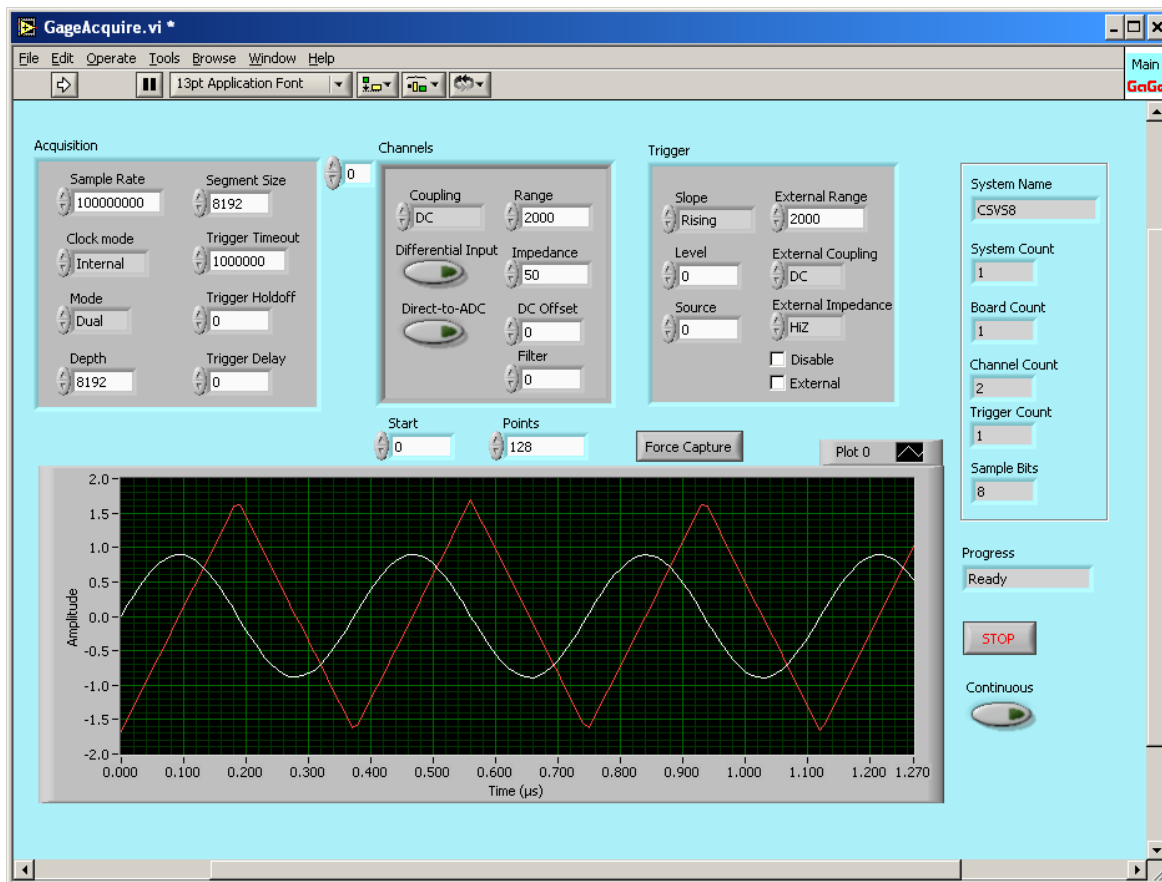 GageAcquire.vi *
File Edit Operate Tools Browse Window Help
13pt Application Font
Main
GaGe
Acquisition
Sample Rate
100000000
Segment Size
8192
Clock mode
Internal
Trigger Timeout
1000000
Mode
Dual
Trigger Holdoff
0
Depth
8192
Trigger Delay
0
0
Channels
Coupling
DC
Range
2000
Differential Input
Impedance
50
Direct-to-ADC
DC Offset
0
Filter
0
Trigger
Slope
Rising
External Range
2000
Level
0
External Coupling
DC
Source
0
External Impedance
HiZ
Disable
External
System Name
CSVS8
System Count
1
Board Count
1
Channel Count
2
Trigger Count
1
Sample Bits
8
Start
0
Points
128
Force Capture
Plot 0
Amplitude
2.0
1.5
1.0
0.5
0.0
-0.5
-1.0
-1.5
-2.0
0.000 0.100 0.200 0.300 0.400 0.500 0.600 0.700 0.800 0.900 1.000 1.100 1.200 1.270
Time (µs)
Progress
Ready
STOP
Continuous